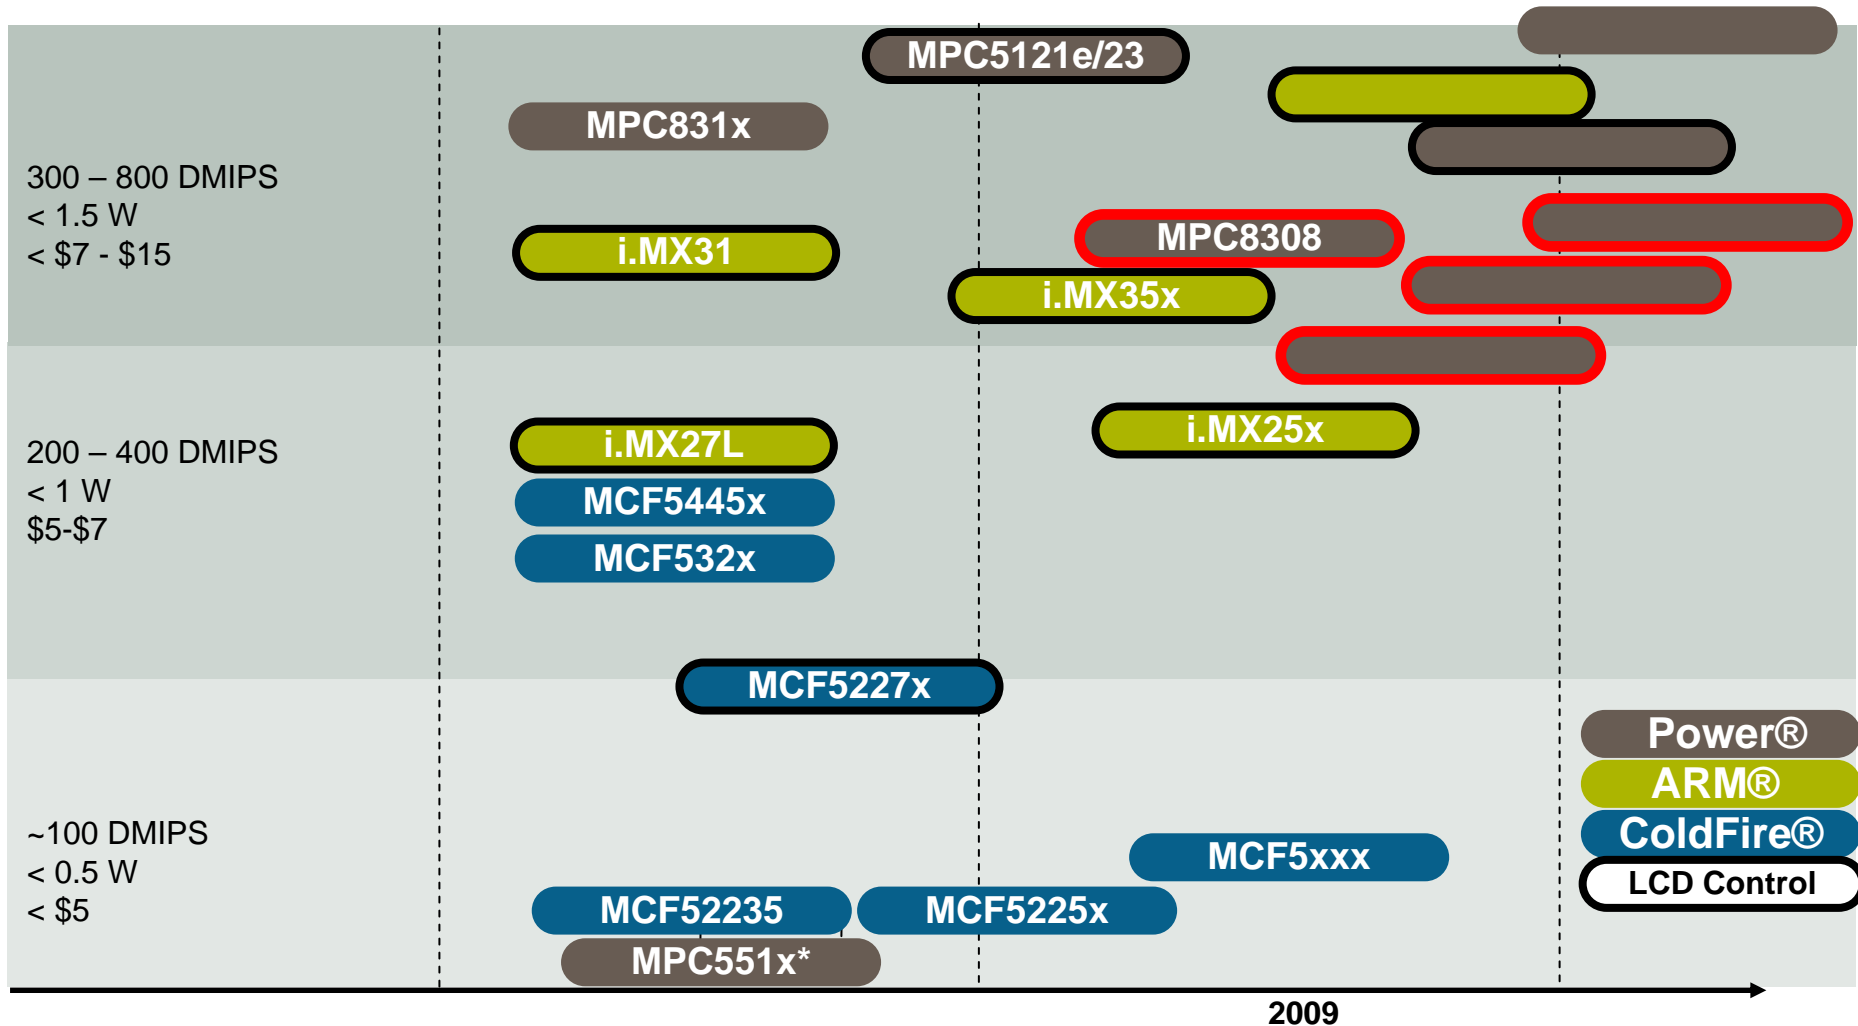 MPC5121e/23
MPC831x
300 – 800 DMIPS
< 1.5 W
< $7 - $15
MPC8308
i.MX31
i.MX35x
i.MX25x
200 – 400 DMIPS
< 1 W
$5-$7
i.MX27L
MCF5445x
MCF532x
MCF5227x
Power®
ARM®
ColdFire®
LCD Control
~100 DMIPS
< 0.5 W
< $5
MCF5xxx
MCF52235
MCF5225x
MPC551x*
2009